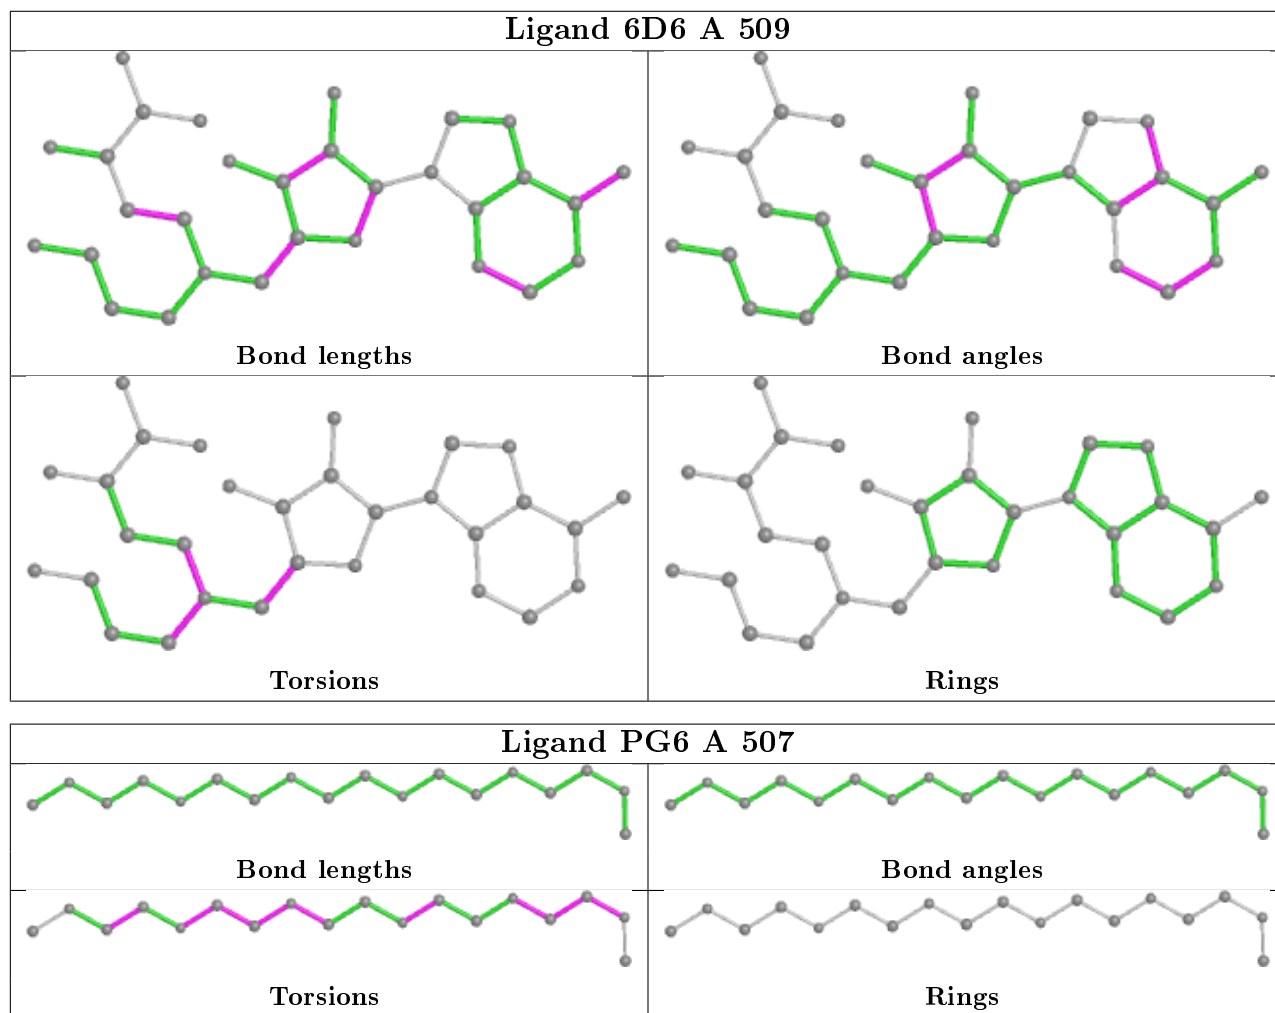 Ligand 6D6 A 509
Bond lengths
Bond angles
Torsions
Rings
Ligand PG6 A 507
Bond lengths
Bond angles
Torsions
Rings